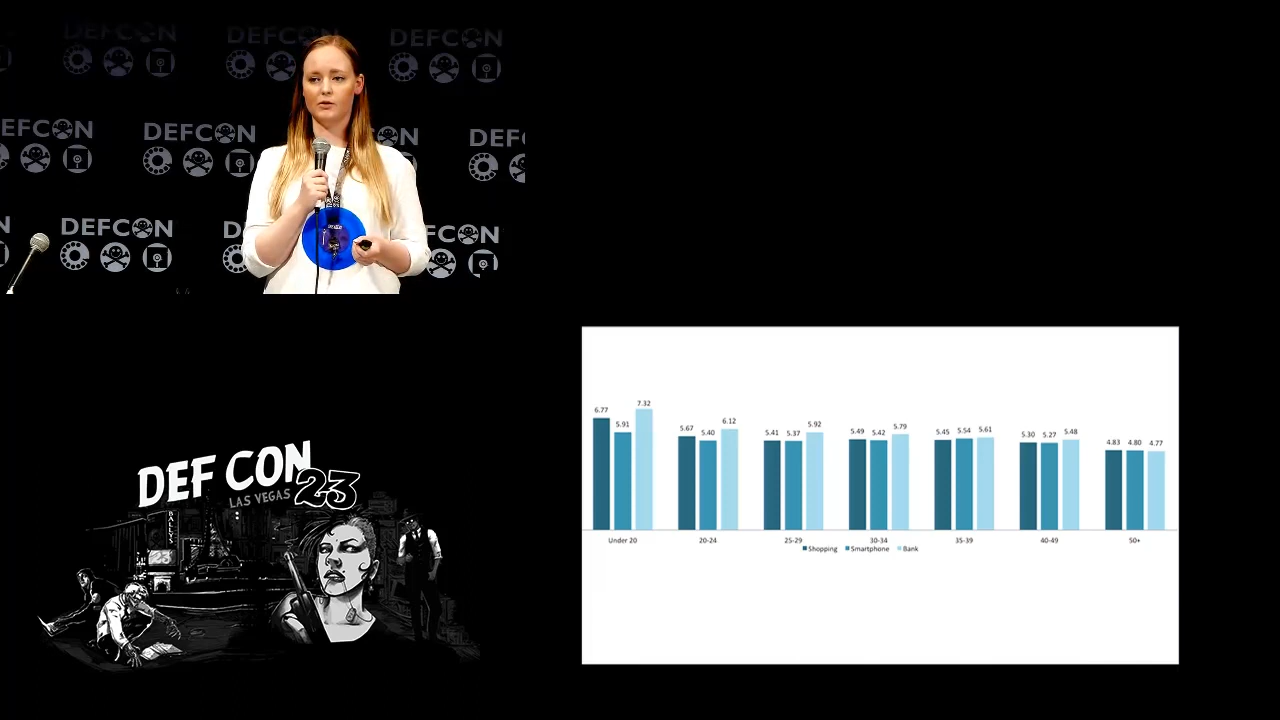 DEFCON DEFCON DEFCON
DEFCON DEFCON DEFCON DEF
DEFCON DEFCON
DEF CON
23
LAS VEGAS
BALLY'S
6.77 5.91 7.32 5.67 5.40 6.12 5.41 5.37 5.92 5.49 5.42 5.79 5.45 5.54 5.61 5.30 5.27 5.48 4.83 4.80 4.77
Under 20 20-24 25-29 30-34 35-39 40-49 50+
Shopping Smartphone Bank